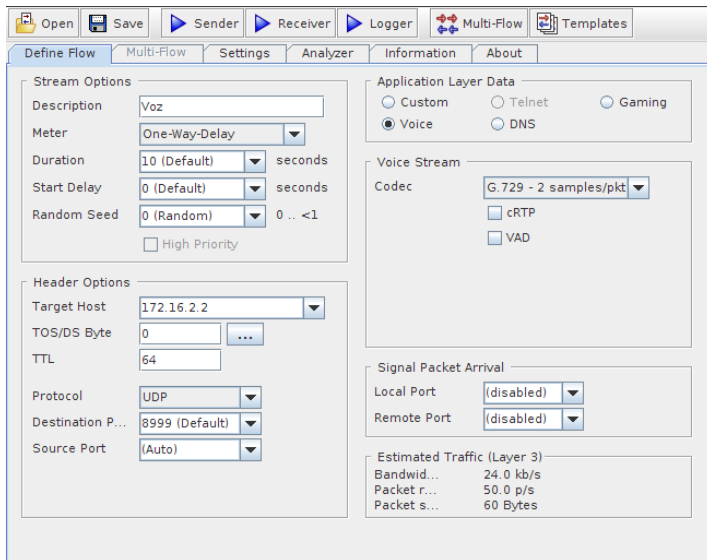 Open Save Sender Receiver Logger Multi-Flow Templates
Define Flow Multi-Flow Settings Analyzer Information About
Stream Options
Description Voz
Meter One-Way-Delay
Duration 10 (Default) seconds
Start Delay 0 (Default) seconds
Random Seed 0 (Random) 0 .. <1
High Priority
Header Options
Target Host 172.16.2.2
TOS/DS Byte 0 ...
TTL 64
Protocol UDP
Destination P... 8999 (Default)
Source Port (Auto)
Application Layer Data
Custom Telnet Gaming
Voice DNS
Voice Stream
Codec G.729 - 2 samples/pkt
cRTP
VAD
Signal Packet Arrival
Local Port (disabled)
Remote Port (disabled)
Estimated Traffic (Layer 3)
Bandwid... 24.0 kb/s
Packet r... 50.0 p/s
Packet s... 60 Bytes